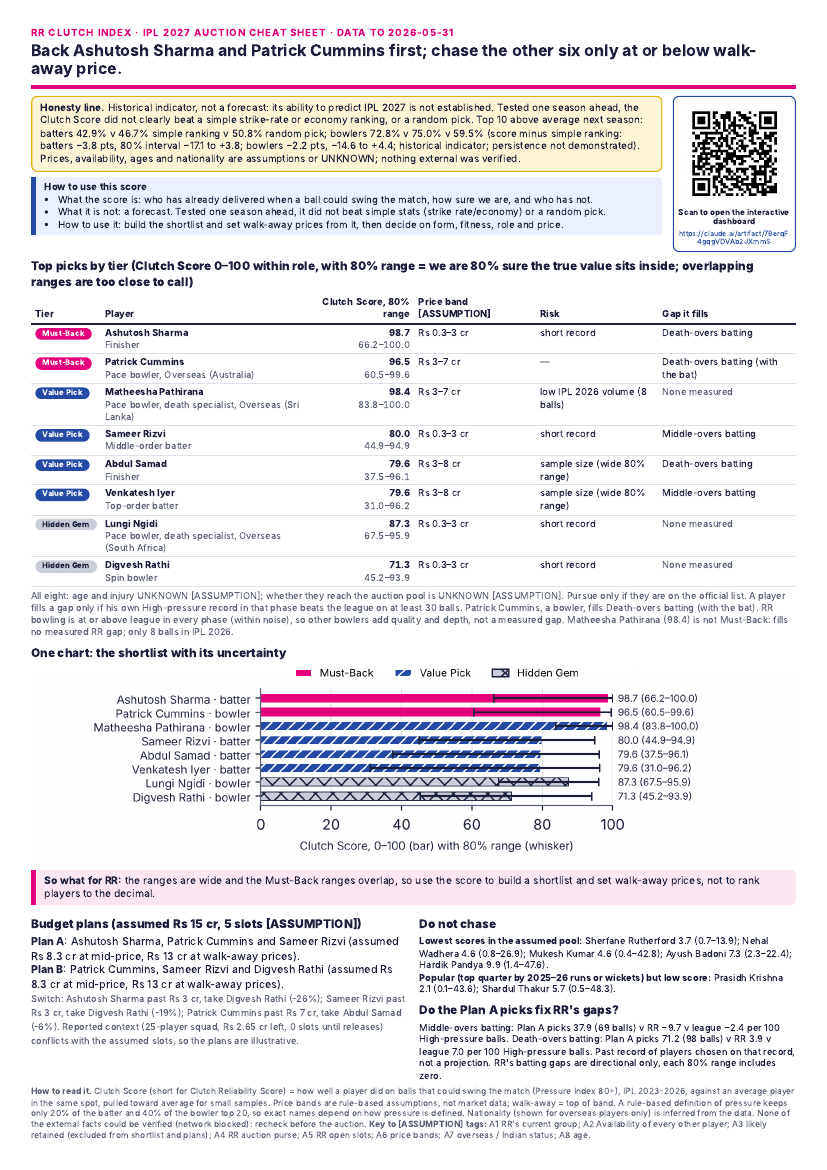 RR CLUTCH INDEX · IPL 2027 AUCTION CHEAT SHEET · DATA TO 2026-05-31
Back Ashutosh Sharma and Patrick Cummins first; chase the other six only at or below walk-
away price.
Honesty line. Historical indicator, not a forecast: its ability to predict IPL 2027 is not established. Tested one season ahead, the
Clutch Score did not clearly beat a simple strike-rate or economy ranking, or a random pick. Top 10 above average next season:
batters 42.9% v 46.7% simple ranking v 50.8% random pick; bowlers 72.8% v 75.0% v 59.5% (score minus simple ranking:
batters −3.8 pts, 80% interval −17.1 to +3.8; bowlers −2.2 pts, −14.6 to +4.4; historical indicator; persistence not demonstrated).
Prices, availability, ages and nationality are assumptions or UNKNOWN; nothing external was verified.
How to use this score
• What the score is: who has already delivered when a ball could swing the match, how sure we are, and who has not.
• What it is not: a forecast. Tested one season ahead, it did not beat simple stats (strike rate/economy) or a random pick.
• How to use it: build the shortlist and set walk-away prices from it, then decide on form, fitness, role and price.
Scan to open the interactive
dashboard
https://claude.ai/artifact/7BerqF
4gqgVDVAb2JXmmS
Top picks by tier (Clutch Score 0–100 within role, with 80% range = we are 80% sure the true value sits inside; overlapping
ranges are too close to call)
Tier Player Clutch Score, 80% range Price band [ASSUMPTION] Risk Gap it fills
Must-Back Ashutosh Sharma 98.7 Rs 0.3–3 cr short record Death-overs batting
Finisher 66.2–100.0
Must-Back Patrick Cummins 96.5 Rs 3–7 cr — Death-overs batting (with
Pace bowler, Overseas (Australia) 60.5–99.6 the bat)
Value Pick Matheesha Pathirana 98.4 Rs 3–7 cr low IPL 2026 volume (8 None measured
Pace bowler, death specialist, Overseas (Sri 83.8–100.0 balls)
Lanka)
Value Pick Sameer Rizvi 80.0 Rs 0.3–3 cr short record Middle-overs batting
Middle-order batter 44.9–94.9
Value Pick Abdul Samad 79.6 Rs 3–8 cr sample size (wide 80% Death-overs batting
Finisher 37.5–96.1 range)
Value Pick Venkatesh Iyer 79.6 Rs 3–8 cr sample size (wide 80% Middle-overs batting
Top-order batter 31.0–96.2 range)
Hidden Gem Lungi Ngidi 87.3 Rs 0.3–3 cr short record None measured
Pace bowler, death specialist, Overseas 67.5–95.9
(South Africa)
Hidden Gem Digvesh Rathi 71.3 Rs 0.3–3 cr short record None measured
Spin bowler 45.2–93.9
All eight: age and injury UNKNOWN [ASSUMPTION]; whether they reach the auction pool is UNKNOWN [ASSUMPTION]. Pursue only if they are on the official list. A player
fills a gap only if his own High-pressure record in that phase beats the league on at least 30 balls. Patrick Cummins, a bowler, fills Death-overs batting (with the bat). RR
bowling is at or above league in every phase (within noise), so other bowlers add quality and depth, not a measured gap. Matheesha Pathirana (98.4) is not Must-Back: fills
no measured RR gap; only 8 balls in IPL 2026.
One chart: the shortlist with its uncertainty
Must-Back Value Pick Hidden Gem
Ashutosh Sharma · batter 98.7 (66.2–100.0)
Patrick Cummins · bowler 96.5 (60.5–99.6)
Matheesha Pathirana · bowler 98.4 (83.8–100.0)
Sameer Rizvi · batter 80.0 (44.9–94.9)
Abdul Samad · batter 79.6 (37.5–96.1)
Venkatesh Iyer · batter 79.6 (31.0–96.2)
Lungi Ngidi · bowler 87.3 (67.5–95.9)
Digvesh Rathi · bowler 71.3 (45.2–93.9)
0 20 40 60 80 100
Clutch Score, 0–100 (bar) with 80% range (whisker)
So what for RR: the ranges are wide and the Must-Back ranges overlap, so use the score to build a shortlist and set walk-away prices, not to rank
players to the decimal.
Budget plans (assumed Rs 15 cr, 5 slots [ASSUMPTION])
Plan A: Ashutosh Sharma, Patrick Cummins and Sameer Rizvi (assumed
Rs 8.3 cr at mid-price, Rs 13 cr at walk-away prices).
Plan B: Patrick Cummins, Sameer Rizvi and Digvesh Rathi (assumed Rs
8.3 cr at mid-price, Rs 13 cr at walk-away prices).
Switch: Ashutosh Sharma past Rs 3 cr, take Digvesh Rathi (-26%); Sameer Rizvi past
Rs 3 cr, take Digvesh Rathi (-19%); Patrick Cummins past Rs 7 cr, take Abdul Samad
(-6%). Reported context (25-player squad, Rs 2.65 cr left, 0 slots until releases)
conflicts with the assumed slots, so the plans are illustrative.
Do not chase
Lowest scores in the assumed pool: Sherfane Rutherford 3.7 (0.7–13.9); Nehal
Wadhera 4.6 (0.8–26.9); Mukesh Kumar 4.6 (0.4–42.8); Ayush Badoni 7.3 (2.3–22.4);
Hardik Pandya 9.9 (1.4–47.6).
Popular (top quarter by 2025–26 runs or wickets) but low score: Prasidh Krishna
2.1 (0.1–43.6); Shardul Thakur 5.7 (0.5–48.3).
Do the Plan A picks fix RR's gaps?
Middle-overs batting: Plan A picks 37.9 (69 balls) v RR −9.7 v league −2.4 per 100
High-pressure balls. Death-overs batting: Plan A picks 71.2 (98 balls) v RR 3.9 v
league 7.0 per 100 High-pressure balls. Past record of players chosen on that record,
not a projection. RR's batting gaps are directional only, each 80% range includes
zero.
How to read it. Clutch Score (short for Clutch Reliability Score) = how well a player did on balls that could swing the match (Pressure Index 80+), IPL 2023–2026, against an average player
in the same spot, pulled toward average for small samples. Price bands are rule-based assumptions, not market data; walk-away = top of band. A rule-based definition of pressure keeps
only 20% of the batter and 40% of the bowler top 20, so exact names depend on how pressure is defined. Nationality (shown for overseas players only) is inferred from the data. None of
the external facts could be verified (network blocked): recheck before the auction. Key to [ASSUMPTION] tags: A1 RR's current group; A2 Availability of every other player; A3 likely
retained (excluded from shortlist and plans); A4 RR auction purse; A5 RR open slots; A6 price bands; A7 overseas / Indian status; A8 age.